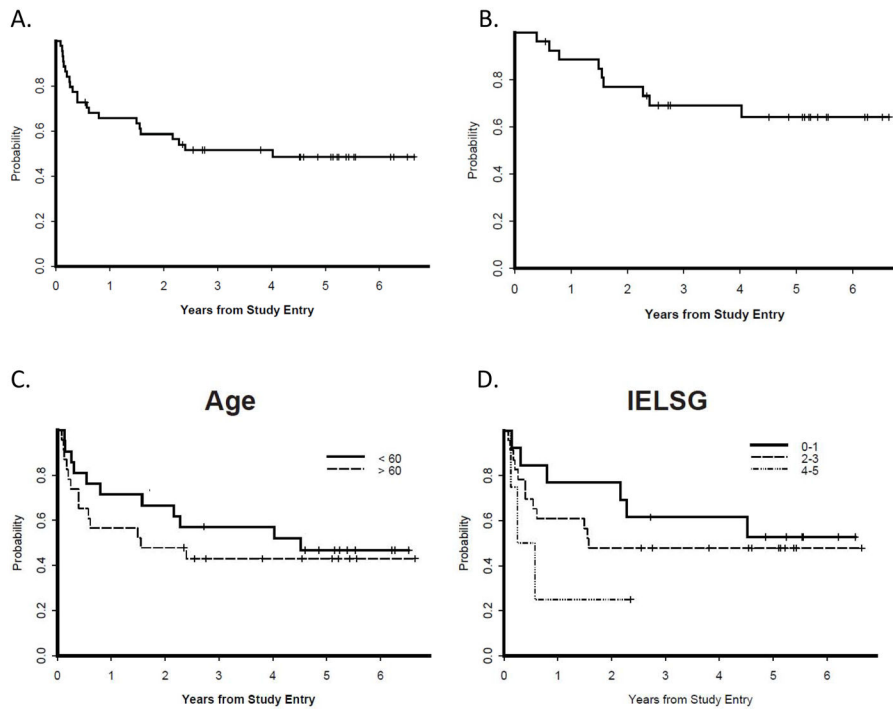 A.
Probability
0.0 0.2 0.4 0.6 0.8
0 1 2 3 4 5 6
Years from Study Entry
B.
Probability
0.0 0.2 0.4 0.6 0.8
0 1 2 3 4 5 6
Years from Study Entry
C.
Age
< 60
> 60
Probability
0.0 0.2 0.4 0.6 0.8
0 1 2 3 4 5 6
Years from Study Entry
D.
IELSG
0-1
2-3
4-5
Probability
0.0 0.2 0.4 0.6 0.8
0 1 2 3 4 5 6
Years from Study Entry